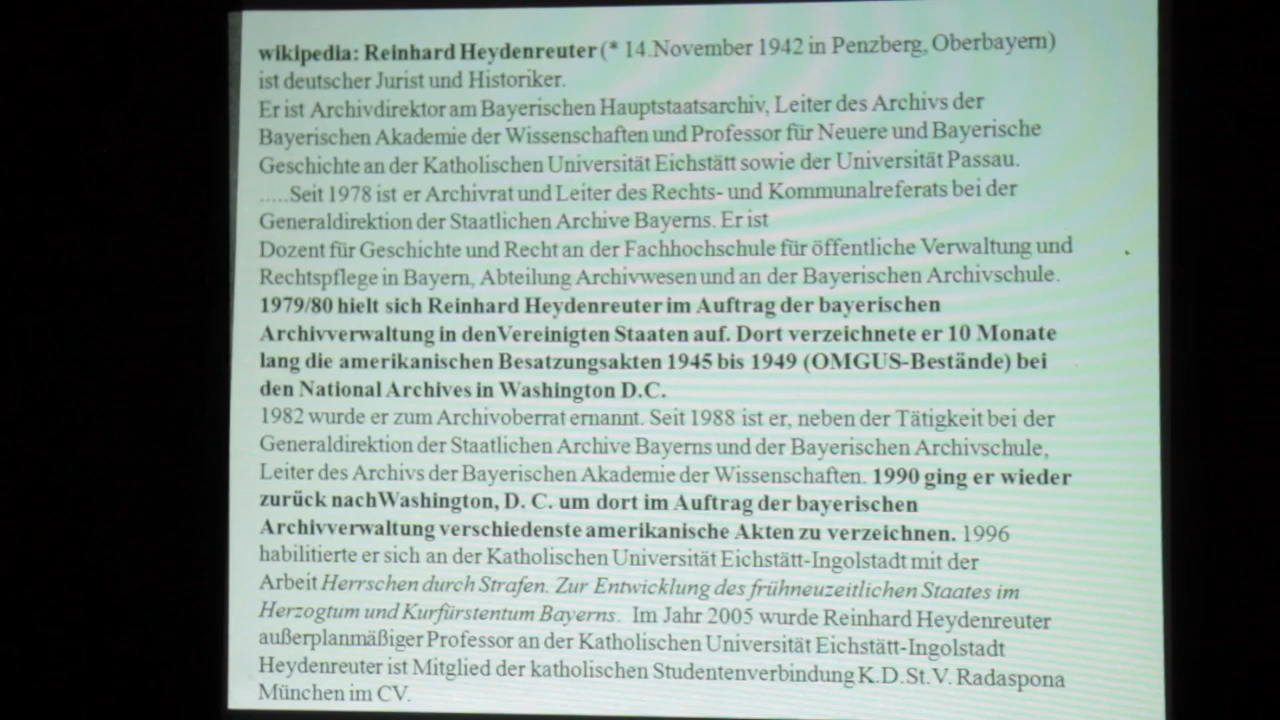 wikipedia: Reinhard Heydenreuter (* 14.November 1942 in Penzberg, Oberbayern)
ist deutscher Jurist und Historiker.
Er ist Archivdirektor am Bayerischen Hauptstaatsarchiv, Leiter des Archivs der
Bayerischen Akademie der Wissenschaften und Professor für Neuere und Bayerische
Geschichte an der Katholischen Universität Eichstätt sowie der Universität Passau.
.....Seit 1978 ist er Archivrat und Leiter des Rechts- und Kommunalreferats bei der
Generaldirektion der Staatlichen Archive Bayerns. Er ist
Dozent für Geschichte und Recht an der Fachhochschule für öffentliche Verwaltung und
Rechtspflege in Bayern, Abteilung Archivwesen und an der Bayerischen Archivschule.
1979/80 hielt sich Reinhard Heydenreuter im Auftrag der bayerischen
Archivverwaltung in den Vereinigten Staaten auf. Dort verzeichnete er 10 Monate
lang die amerikanischen Besatzungsakten 1945 bis 1949 (OMGUS-Bestände) bei
den National Archives in Washington D.C.
1982 wurde er zum Archivoberrat ernannt. Seit 1988 ist er, neben der Tätigkeit bei der
Generaldirektion der Staatlichen Archive Bayerns und der Bayerischen Archivschule,
Leiter des Archivs der Bayerischen Akademie der Wissenschaften. 1990 ging er wieder
zurück nach Washington, D. C. um dort im Auftrag der bayerischen
Archivverwaltung verschiedenste amerikanische Akten zu verzeichnen. 1996
habilitierte er sich an der Katholischen Universität Eichstätt-Ingolstadt mit der
Arbeit Herrschen durch Strafen. Zur Entwicklung des frühneuzeitlichen Staates im
Herzogtum und Kurfürstentum Bayerns. Im Jahr 2005 wurde Reinhard Heydenreuter
außerplanmäßiger Professor an der Katholischen Universität Eichstätt-Ingolstadt
Heydenreuter ist Mitglied der katholischen Studentenverbindung K.D.St.V. Radaspona
München im CV.